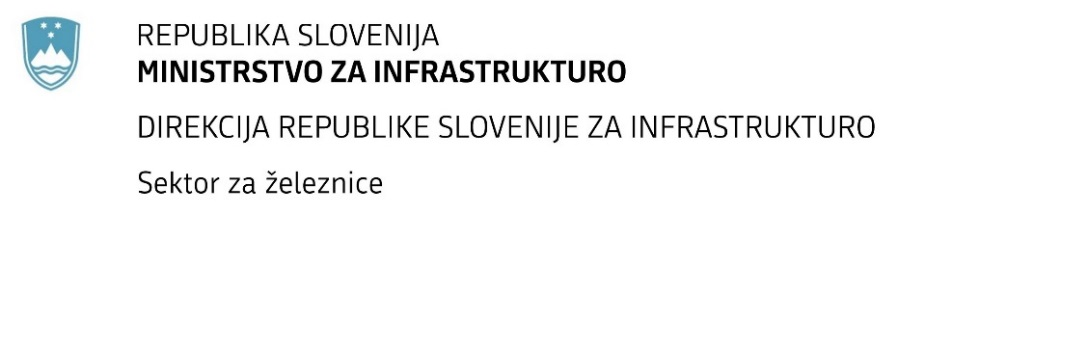 REPUBLIKA SLOVENIJA
MINISTRSTVO ZA INFRASTRUKTURO
DIREKCIJA REPUBLIKE SLOVENIJE ZA INFRASTRUKTURO
Sektor za železnice